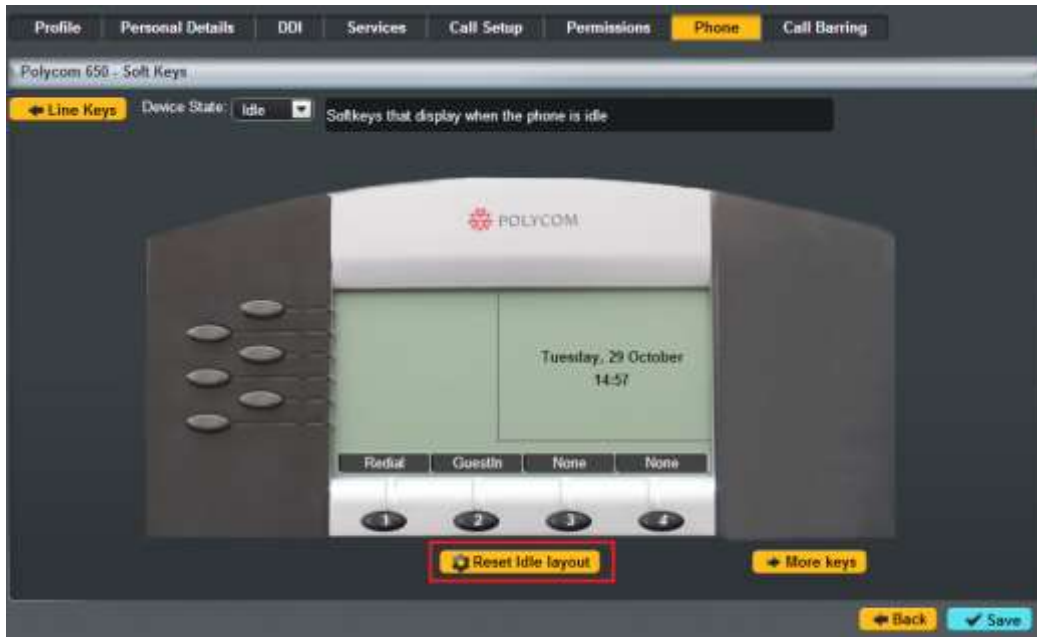 Profile Personal Details DDI Services Call Setup Permissions Phone Call Barring
Polycom 650 - Soft Keys
Line Keys Device State: Idle Softkeys that display when the phone is idle
POLYCOM
Tuesday, 29 October
14:57
Redial GuestIn None None
1 2 3 4
Reset Idle layout More keys
Back Save